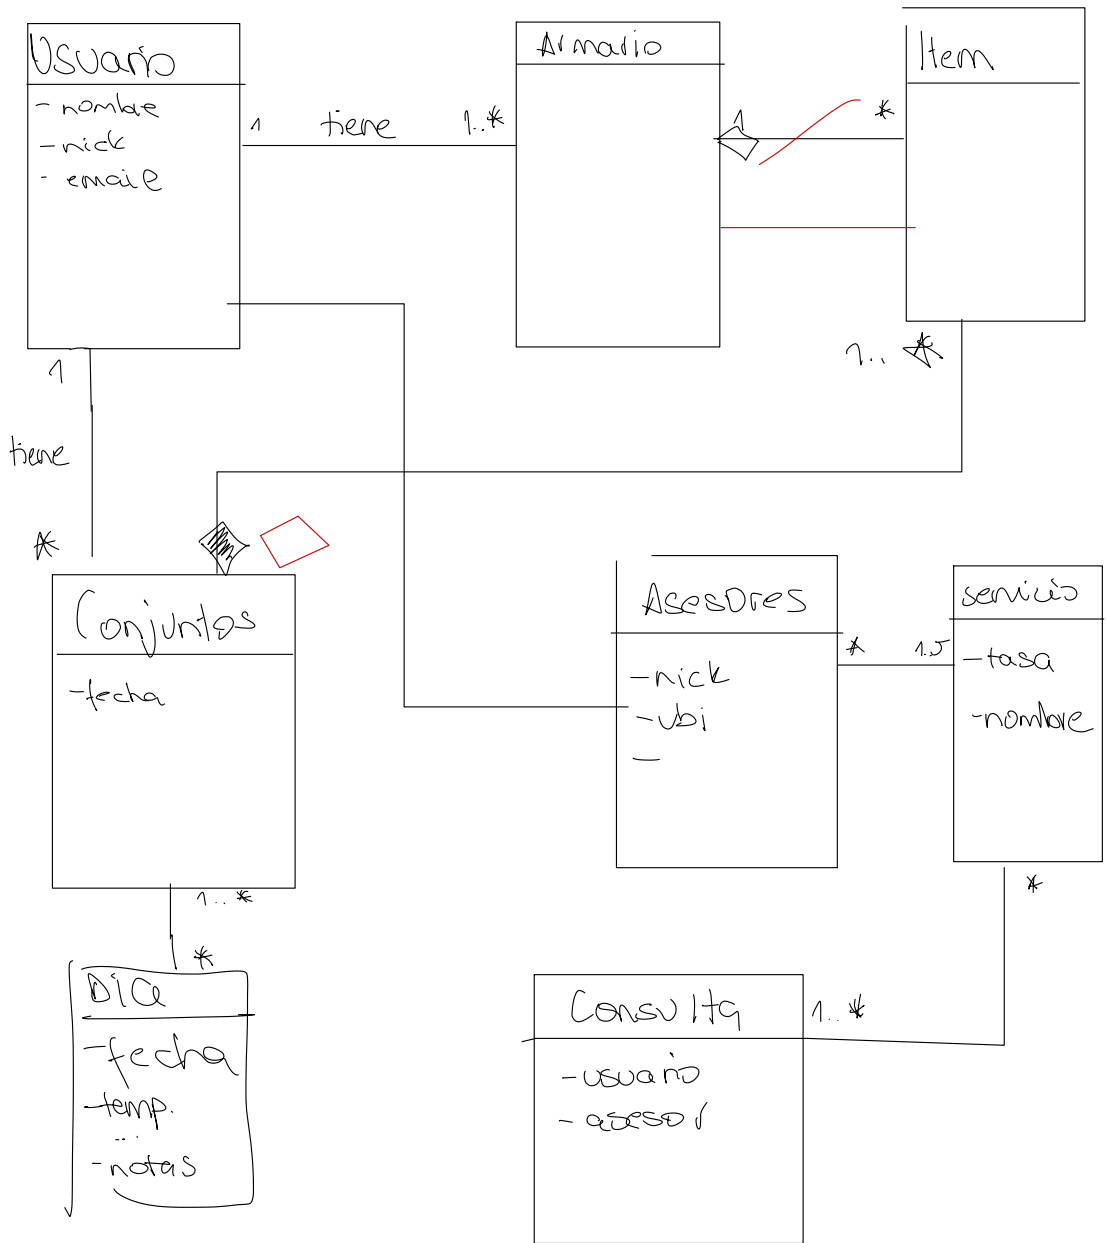 Usuario
- nombre
- nick
- email
1 tiene 1..*
Armario
1 *
Item
1
tiene
*
1.. *
Conjuntos
- fecha
Asesores
- nick
- ubi
-
* 1.5
servicio
- tasa
- nombre
1..*
*
Dia
- fecha
- temp.
...
- notas
Consulta
- usuario
- asesor
1..*
*